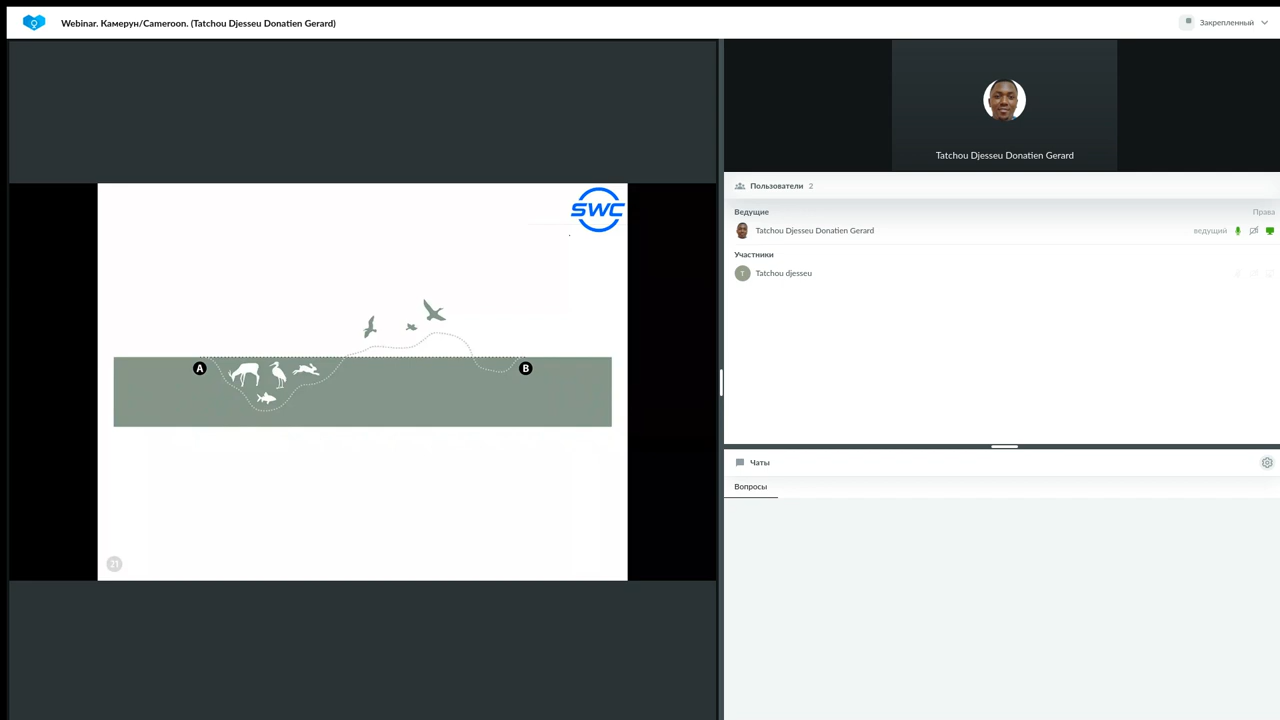 Webinar. Камерун/Cameroon. (Tatchou Djesseu Donatien Gerard)
Закрепленный
SWC
A
B
21
Tatchou Djesseu Donatien Gerard
Пользователи 2
Ведущие Права
Tatchou Djesseu Donatien Gerard ведущий
Участники
T Tatchou djesseu
Чаты
Вопросы